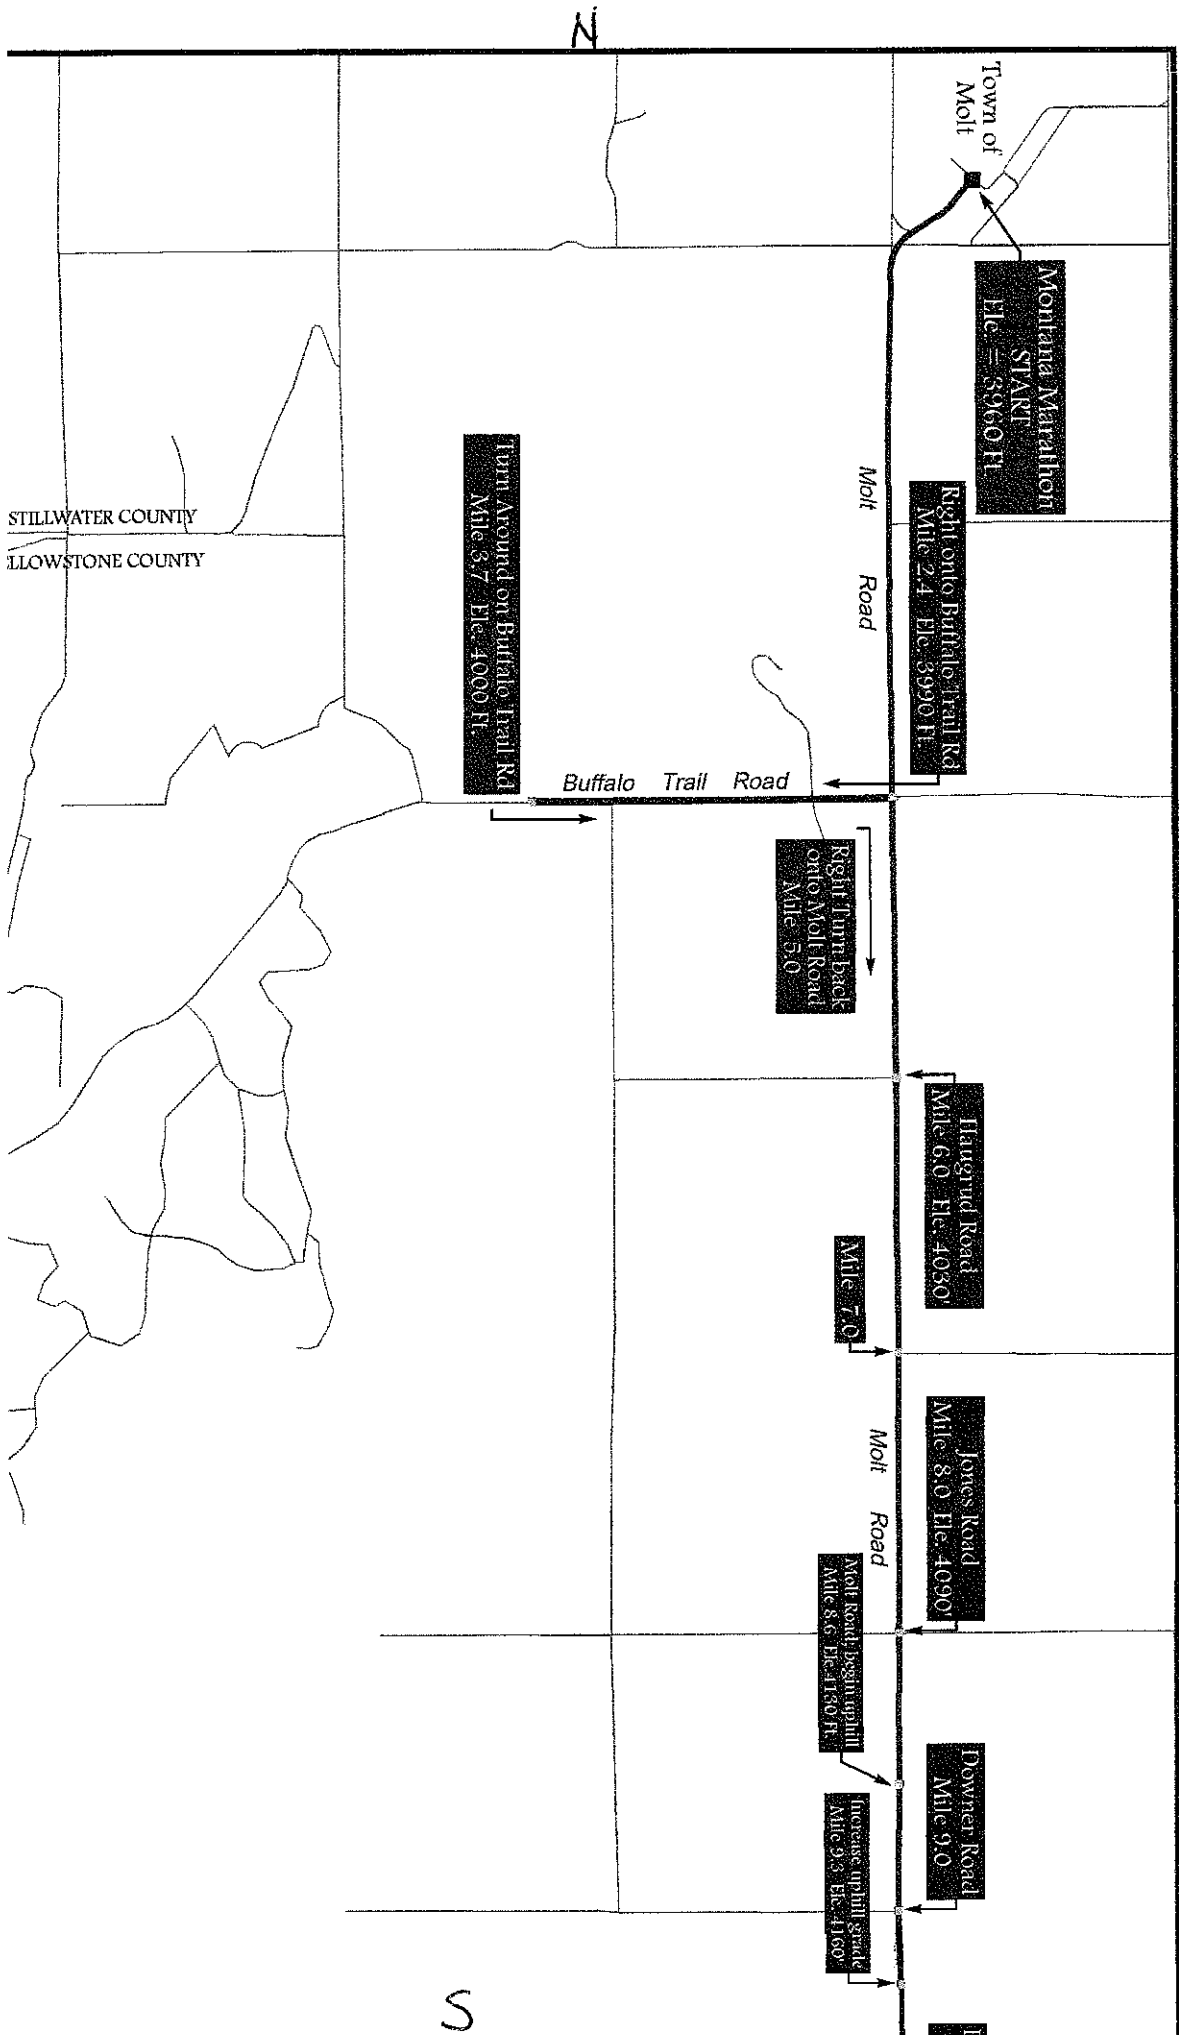 N
Town of
Molt
Montana Marathon
START
Ele = 3960 Ft.
Molt Road
Right onto Buffalo Trail Rd
Mile 2.4 Ele. 3990 Ft.
Turn Around on Buffalo Trail Rd
Mile 3.7 Ele. 4000 Ft.
STILLWATER COUNTY
ELLOWSTONE COUNTY
Buffalo Trail Road
Right Turn back
onto Molt Road
Mile 5.0
Haugrud Road
Mile 6.0 Ele. 4030'
Mile 7.0
Jones Road
Mile 8.0 Ele. 4090'
Molt Road
Molt Road, begin uphill
Mile 8.6 Ele 4130 Ft.
Downer Road
Mile 9.0
Increase uphill grade
Mile 9.3 Ele. 4160'
S